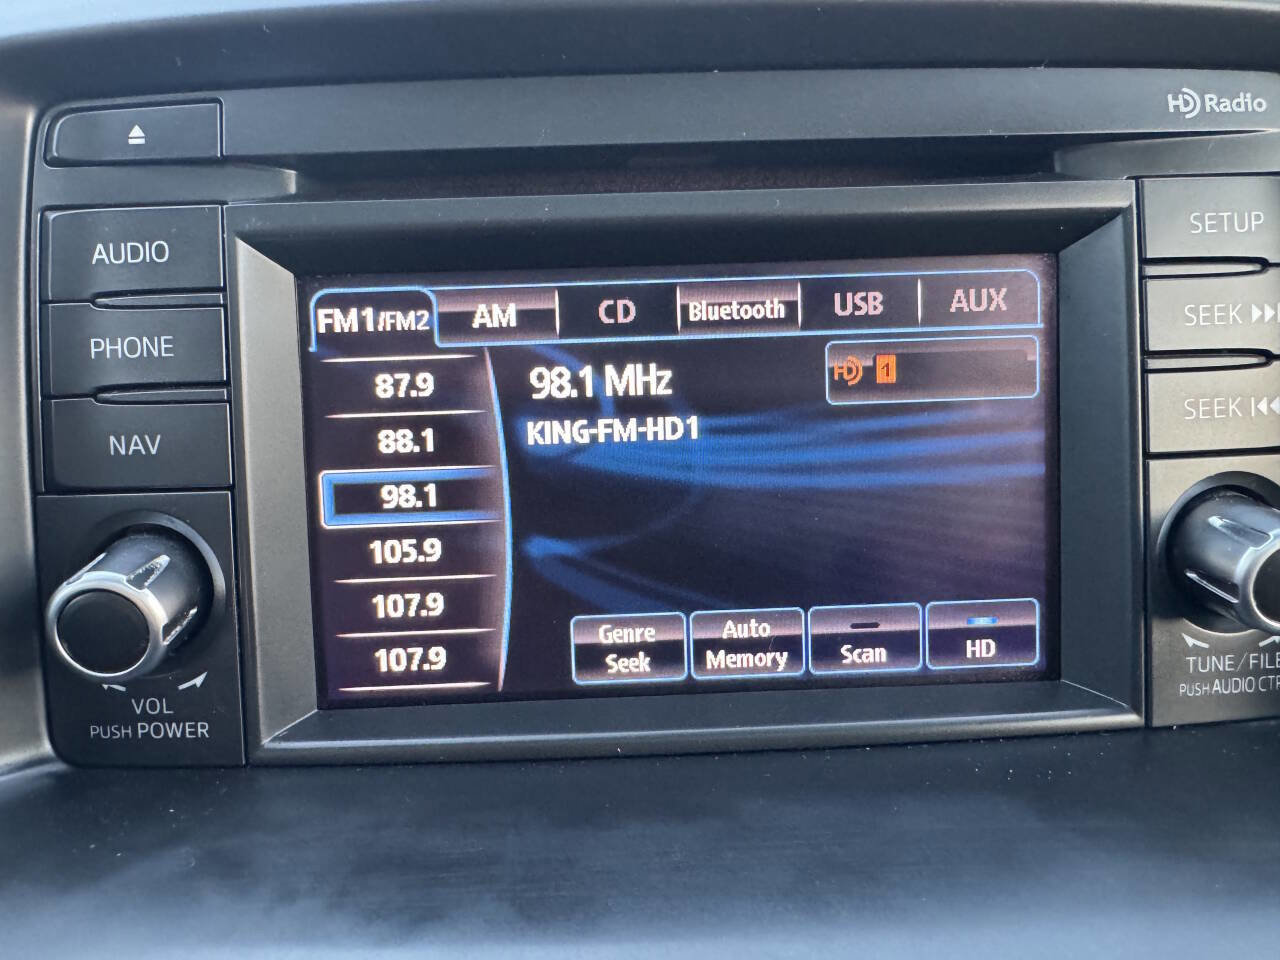 HD Radio
AUDIO
PHONE
NAV
VOL
PUSH POWER
FM1/FM2 AM CD Bluetooth USB AUX
87.9
88.1
98.1
105.9
107.9
107.9
98.1 MHz
HD 1
KING-FM-HD1
Genre Seek
Auto Memory
Scan
HD
SETUP
SEEK
SEEK
TUNE/FILE
PUSH AUDIO